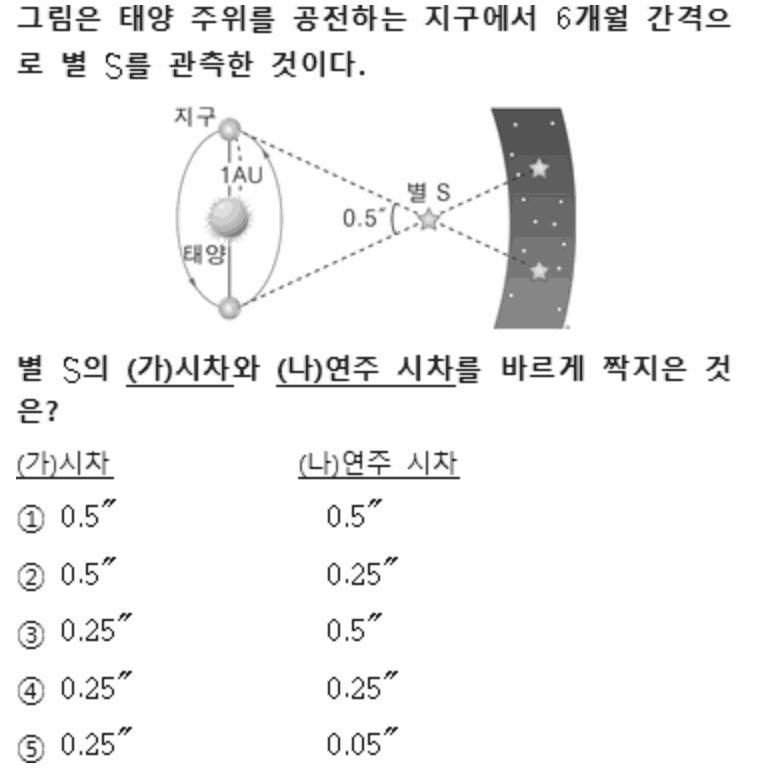 그림은 태양 주위를 공전하는 지구에서 6개월 간격으
로 별 S를 관측한 것이다.
지구
1AU
별 S
0.5″
태양
별 S의 (가)시차와 (나)연주 시차를 바르게 짝지은 것
은?
(가)시차 (나)연주 시차
① 0.5″ 0.5″
② 0.5″ 0.25″
③ 0.25″ 0.5″
④ 0.25″ 0.25″
⑤ 0.25″ 0.05″